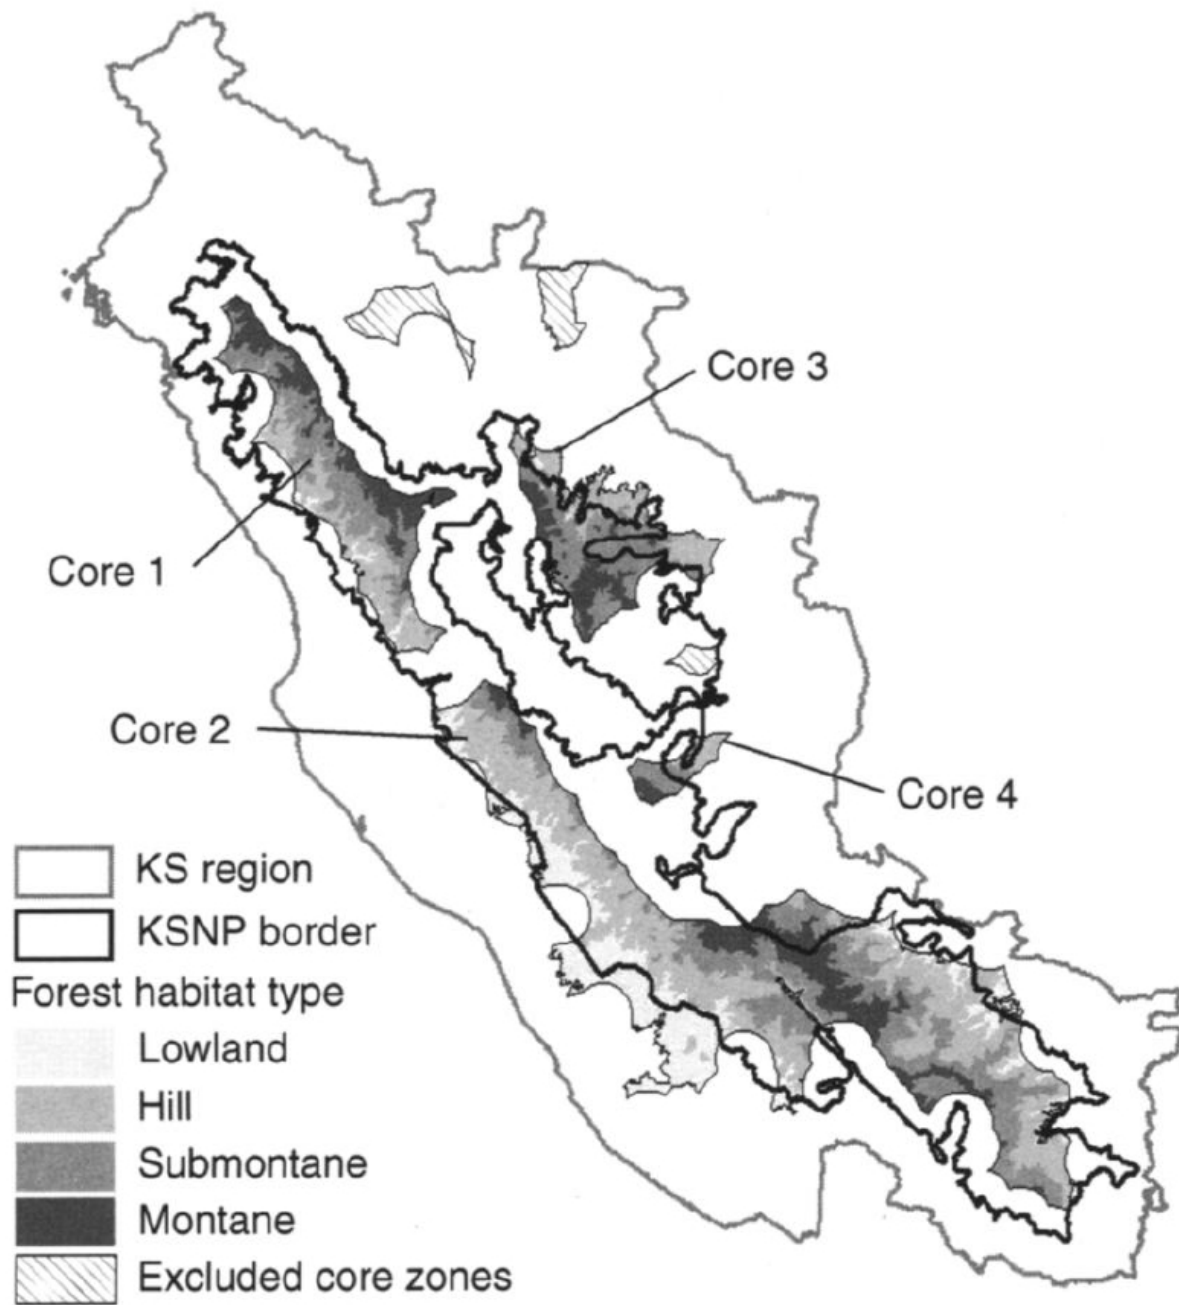 Core 3
Core 1
Core 2
Core 4
KS region
KSNP border
Forest habitat type
Lowland
Hill
Submontane
Montane
Excluded core zones